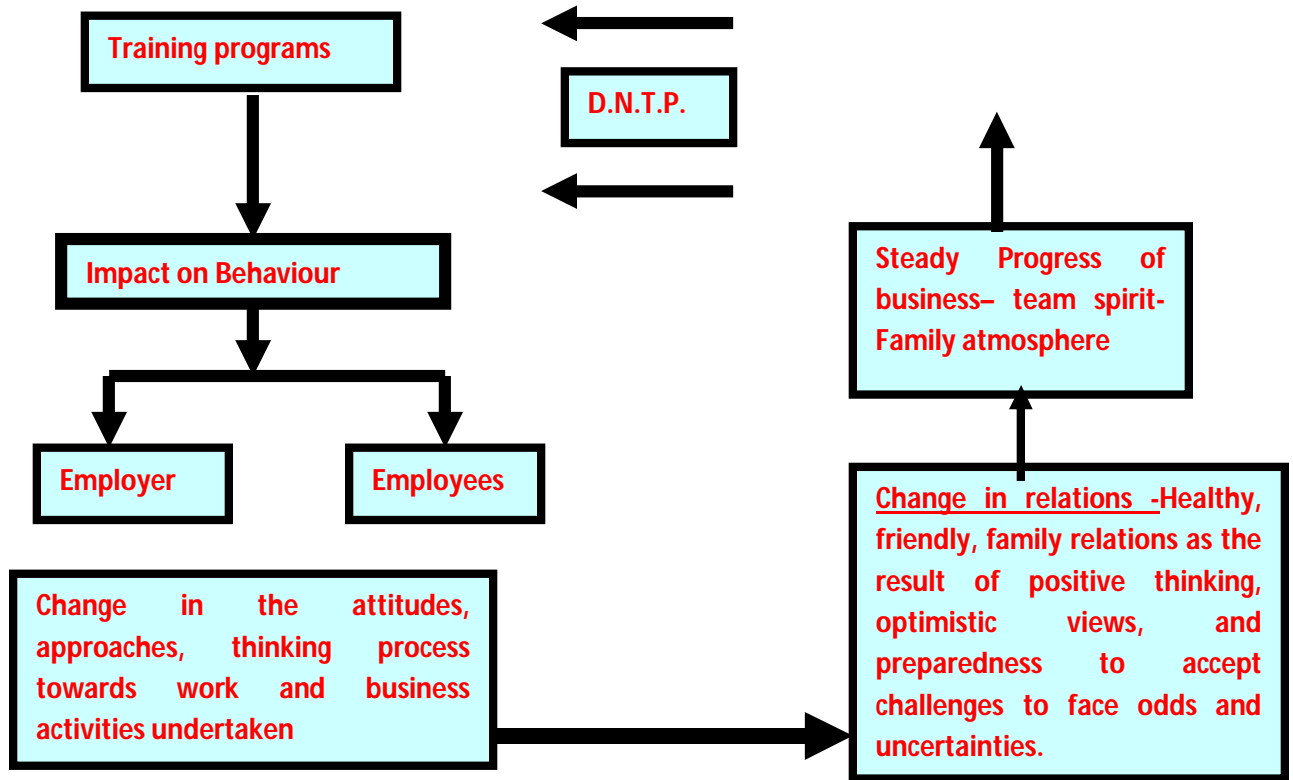 Training programs
D.N.T.P.
Impact on Behaviour
Employer
Employees
Change in the attitudes,
approaches, thinking process
towards work and business
activities undertaken
Change in relations -Healthy,
friendly, family relations as the
result of positive thinking,
optimistic views, and
preparedness to accept
challenges to face odds and
uncertainties.
Steady Progress of
business– team spirit-
Family atmosphere